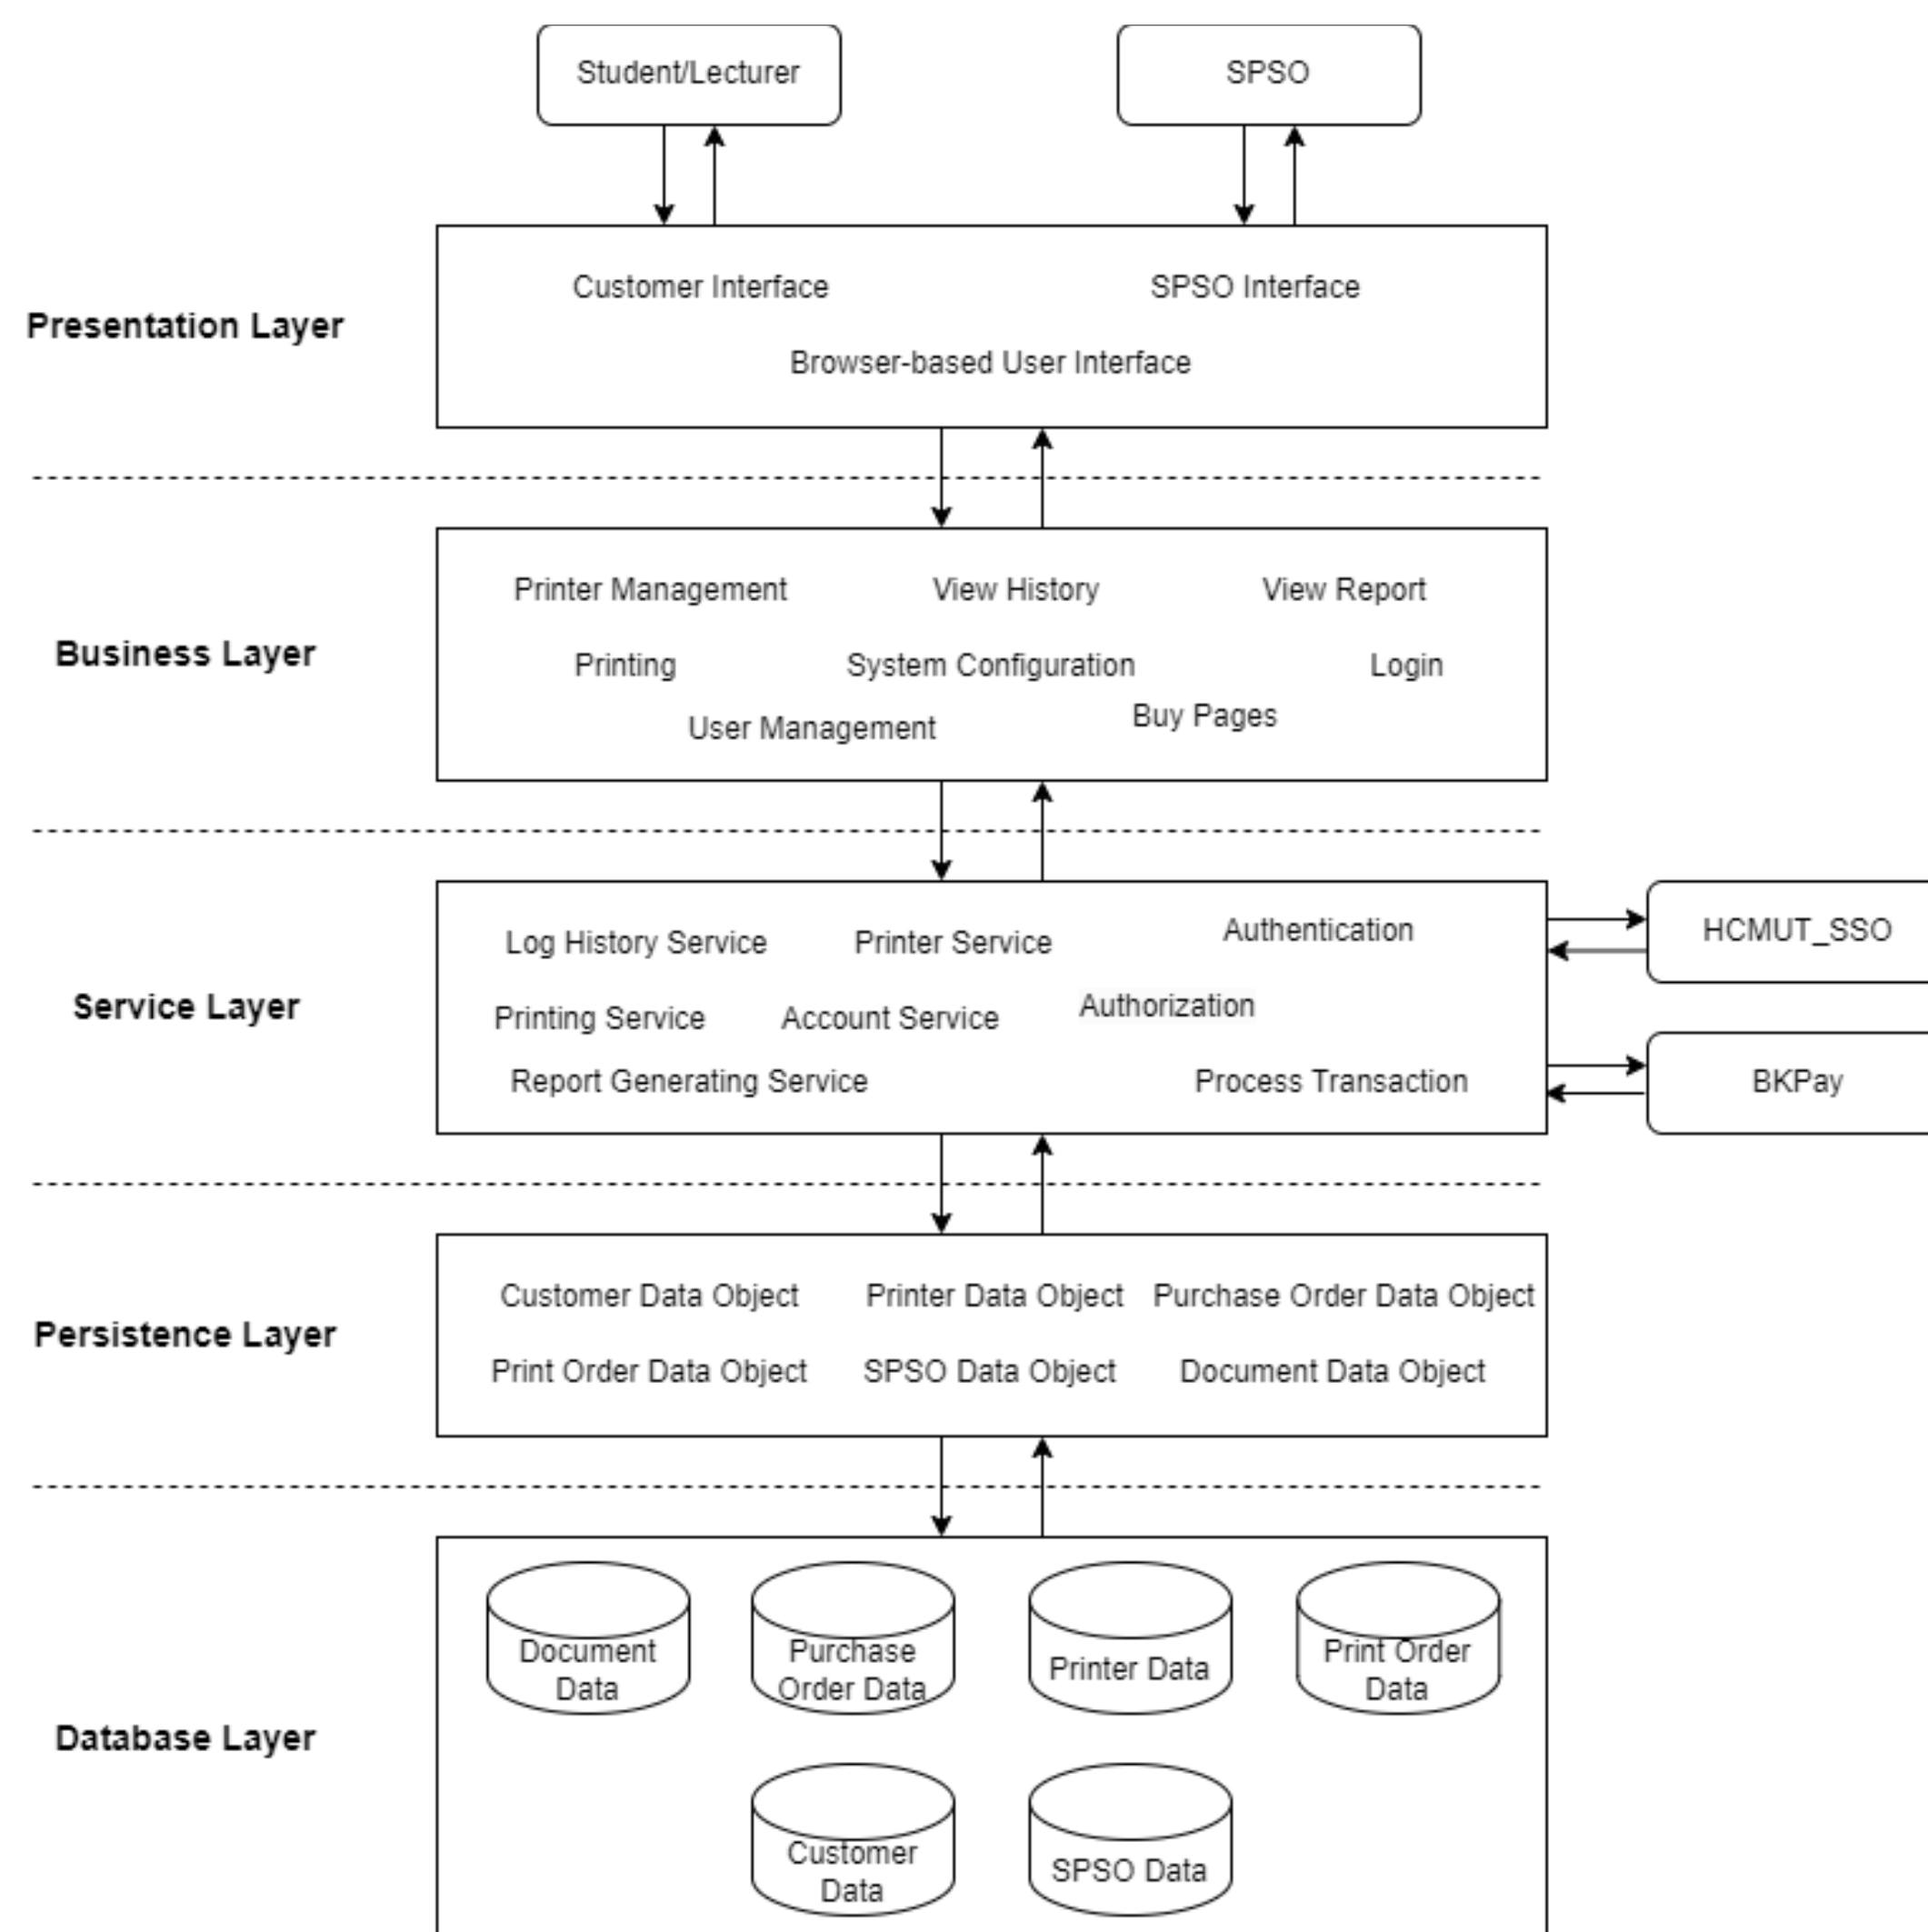 Student/Lecturer
SPSO
Presentation Layer
Customer Interface
SPSO Interface
Browser-based User Interface
Business Layer
Printer Management
View History
View Report
Printing
System Configuration
Login
User Management
Buy Pages
Service Layer
Log History Service
Printer Service
Authentication
Printing Service
Account Service
Authorization
Report Generating Service
Process Transaction
HCMUT_SSO
BKPay
Persistence Layer
Customer Data Object
Printer Data Object
Purchase Order Data Object
Print Order Data Object
SPSO Data Object
Document Data Object
Database Layer
Document
Data
Purchase
Order Data
Printer Data
Print Order
Data
Customer
Data
SPSO Data